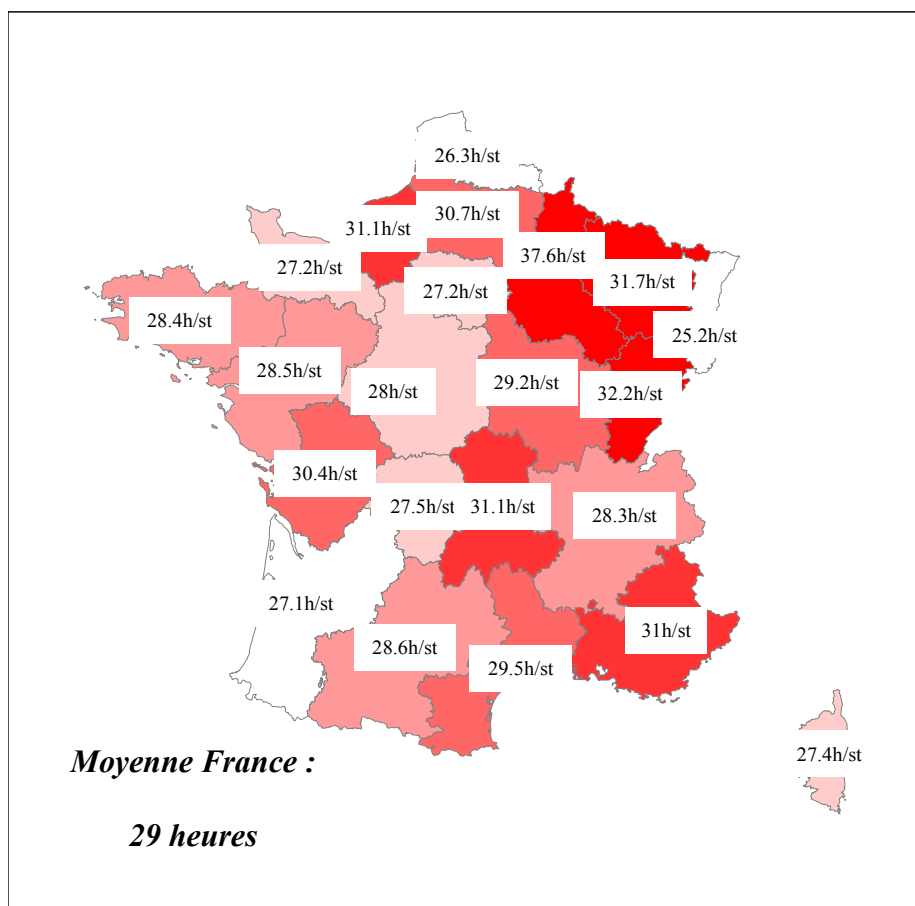 26.3h/st
30.7h/st
31.1h/st
37.6h/st
27.2h/st
31.7h/st
27.2h/st
28.4h/st
25.2h/st
28.5h/st
29.2h/st
28h/st
32.2h/st
30.4h/st
27.5h/st
31.1h/st
28.3h/st
27.1h/st
31h/st
28.6h/st
29.5h/st
27.4h/st
Moyenne France :
29 heures